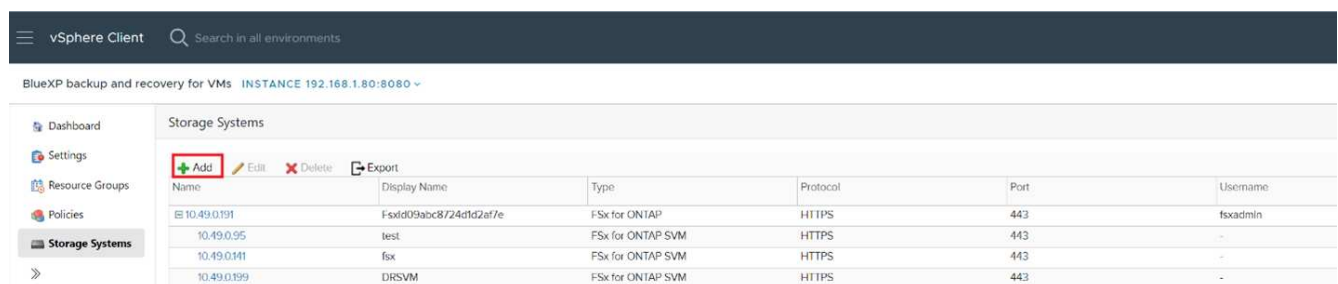 vSphere Client Search in all environments
BlueXP backup and recovery for VMs INSTANCE 192.168.1.80:8080
Dashboard
Settings
Resource Groups
Policies
Storage Systems
Storage Systems
Add Edit Delete Export
Name Display Name Type Protocol Port Username
10.49.0.191 FsxId09abc8724d1d2af7e FSx for ONTAP HTTPS 443 fsxadmin
10.49.0.95 test FSx for ONTAP SVM HTTPS 443 -
10.49.0.141 fsx FSx for ONTAP SVM HTTPS 443 -
10.49.0.199 DRSVM FSx for ONTAP SVM HTTPS 443 -